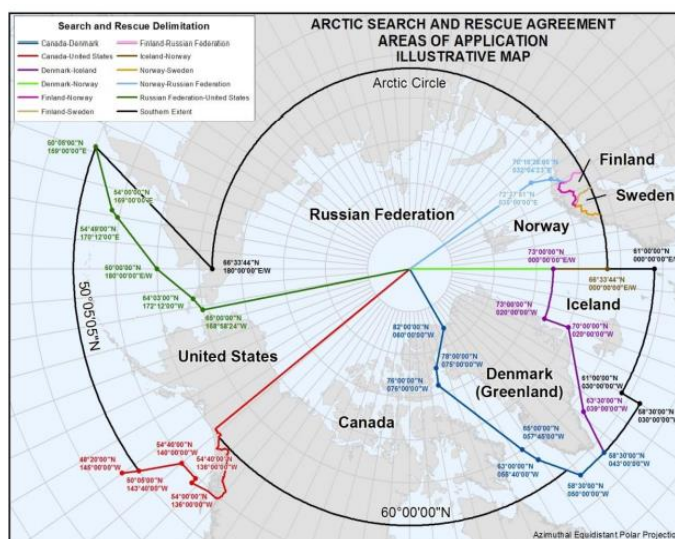 ARCTIC SEARCH AND RESCUE AGREEMENT
AREAS OF APPLICATION
ILLUSTRATIVE MAP
Search and Rescue Delimitation
Canada-Denmark
Canada-United States
Denmark-Iceland
Denmark-Norway
Finland-Norway
Finland-Sweden
Finland-Russian Federation
Iceland-Norway
Norway-Sweden
Norway-Russian Federation
Russian Federation-United States
Southern Extent
Arctic Circle
50°05'05"N
159°00'00"E
54°00'00"N
169°00'00"E
54°49'00"N
170°12'00"E
60°00'00"N
180°00'00"E/W
64°03'00"N
172°12'00"W
65°00'00"N
168°58'24"W
66°33'44"N
180°00'00"E/W
Finland
Sweden
Russian Federation
Norway
73°00'00"N
000°00'00"E/W
61°00'00"N
000°00'00"E/W
66°33'44"N
000°00'00"E/W
Iceland
73°00'00"N
020°00'00"W
70°00'00"N
020°00'00"W
50°05'05"N
United States
82°00'00"N
060°00'00"W
78°00'00"N
075°00'00"W
76°00'00"N
076°00'00"W
Denmark
(Greenland)
61°00'00"N
030°00'00"W
63°30'00"N
039°00'00"W
58°30'00"N
030°00'00"W
Canada
65°00'00"N
057°45'00"W
63°00'00"N
055°40'00"W
58°30'00"N
043°00'00"W
58°30'00"N
050°00'00"W
54°40'00"N
140°00'00"W
54°40'00"N
136°00'00"W
48°20'00"N
145°00'00"W
50°05'00"N
143°40'00"W
54°00'00"N
136°00'00"W
60°00'00"N
Azimuthal Equidistant Polar Projection